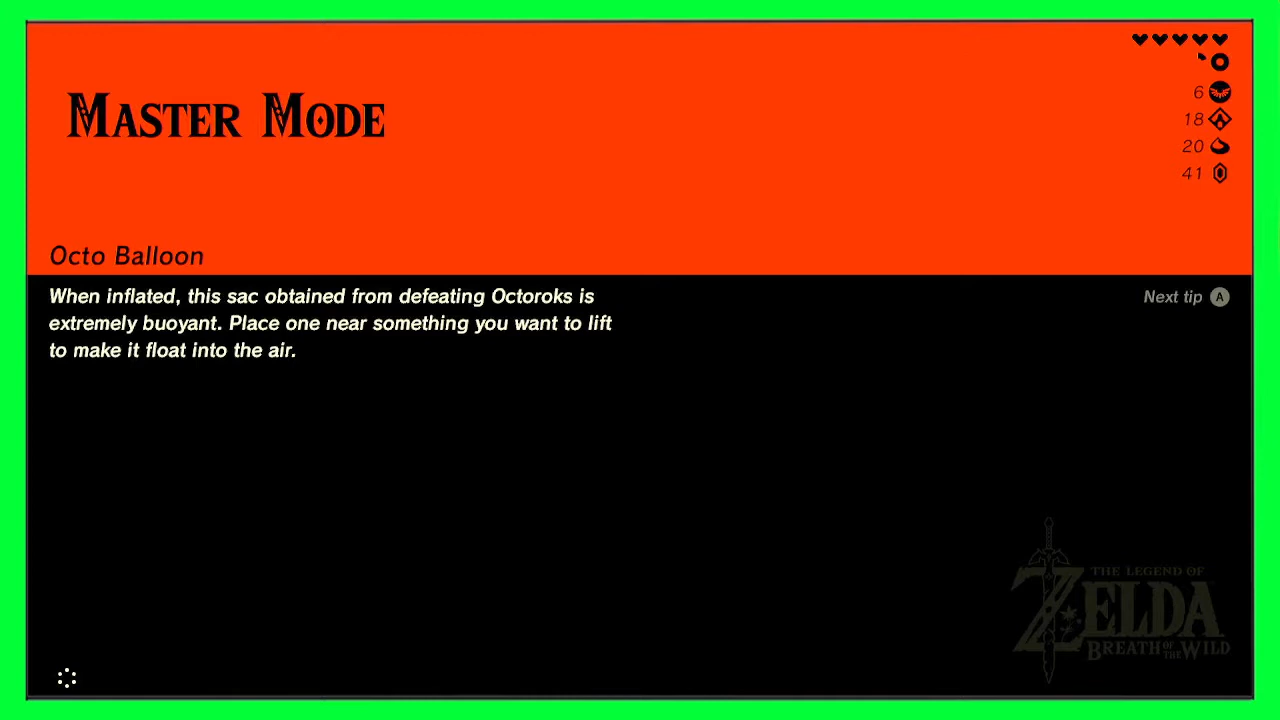 MASTER MODE
6
18
20
41
Octo Balloon
When inflated, this sac obtained from defeating Octoroks is
extremely buoyant. Place one near something you want to lift
to make it float into the air.
Next tip A
THE LEGEND OF
ZELDA
BREATH OF THE WILD